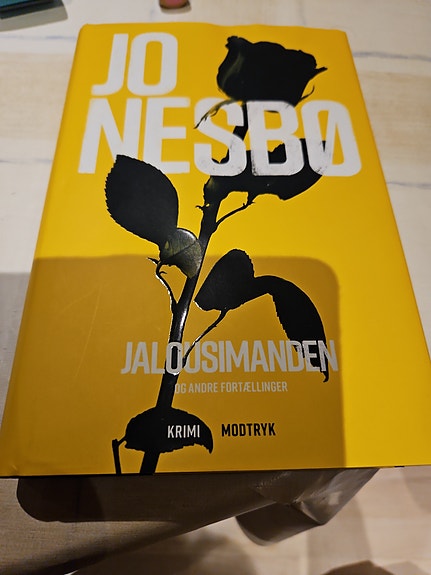 JO
NESBØ
JALOUSIMANDEN
OG ANDRE FORTÆLLINGER
KRIMI MODTRYK